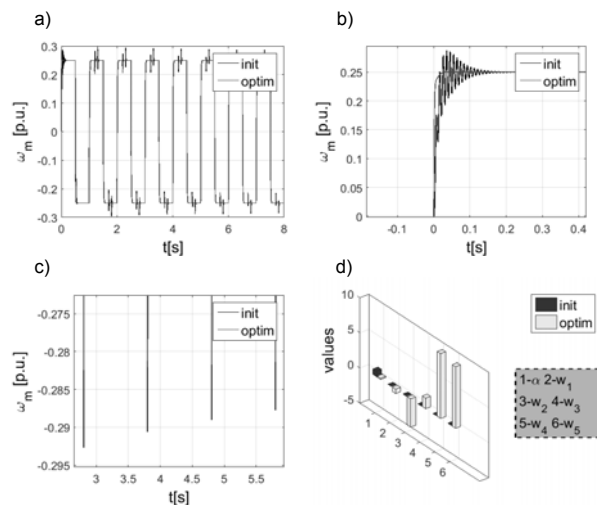 a)
0.3
0.2
0.1
0
-0.1
-0.2
-0.3
ω_m [p.u.]
0 2 4 6 8
t[s]
init
optim
b)
0.3
0.25
0.2
0.15
0.1
0.05
0
ω_m [p.u.]
-0.1 0 0.1 0.2 0.3 0.4
t[s]
init
optim
c)
-0.275
-0.28
-0.285
-0.29
-0.295
ω_m [p.u.]
3 3.5 4 4.5 5 5.5
t[s]
init
optim
d)
10
5
0
-5
values
1
2
3
4
5
6
init
optim
1-α 2-w_1
3-w_2 4-w_3
5-w_4 6-w_5